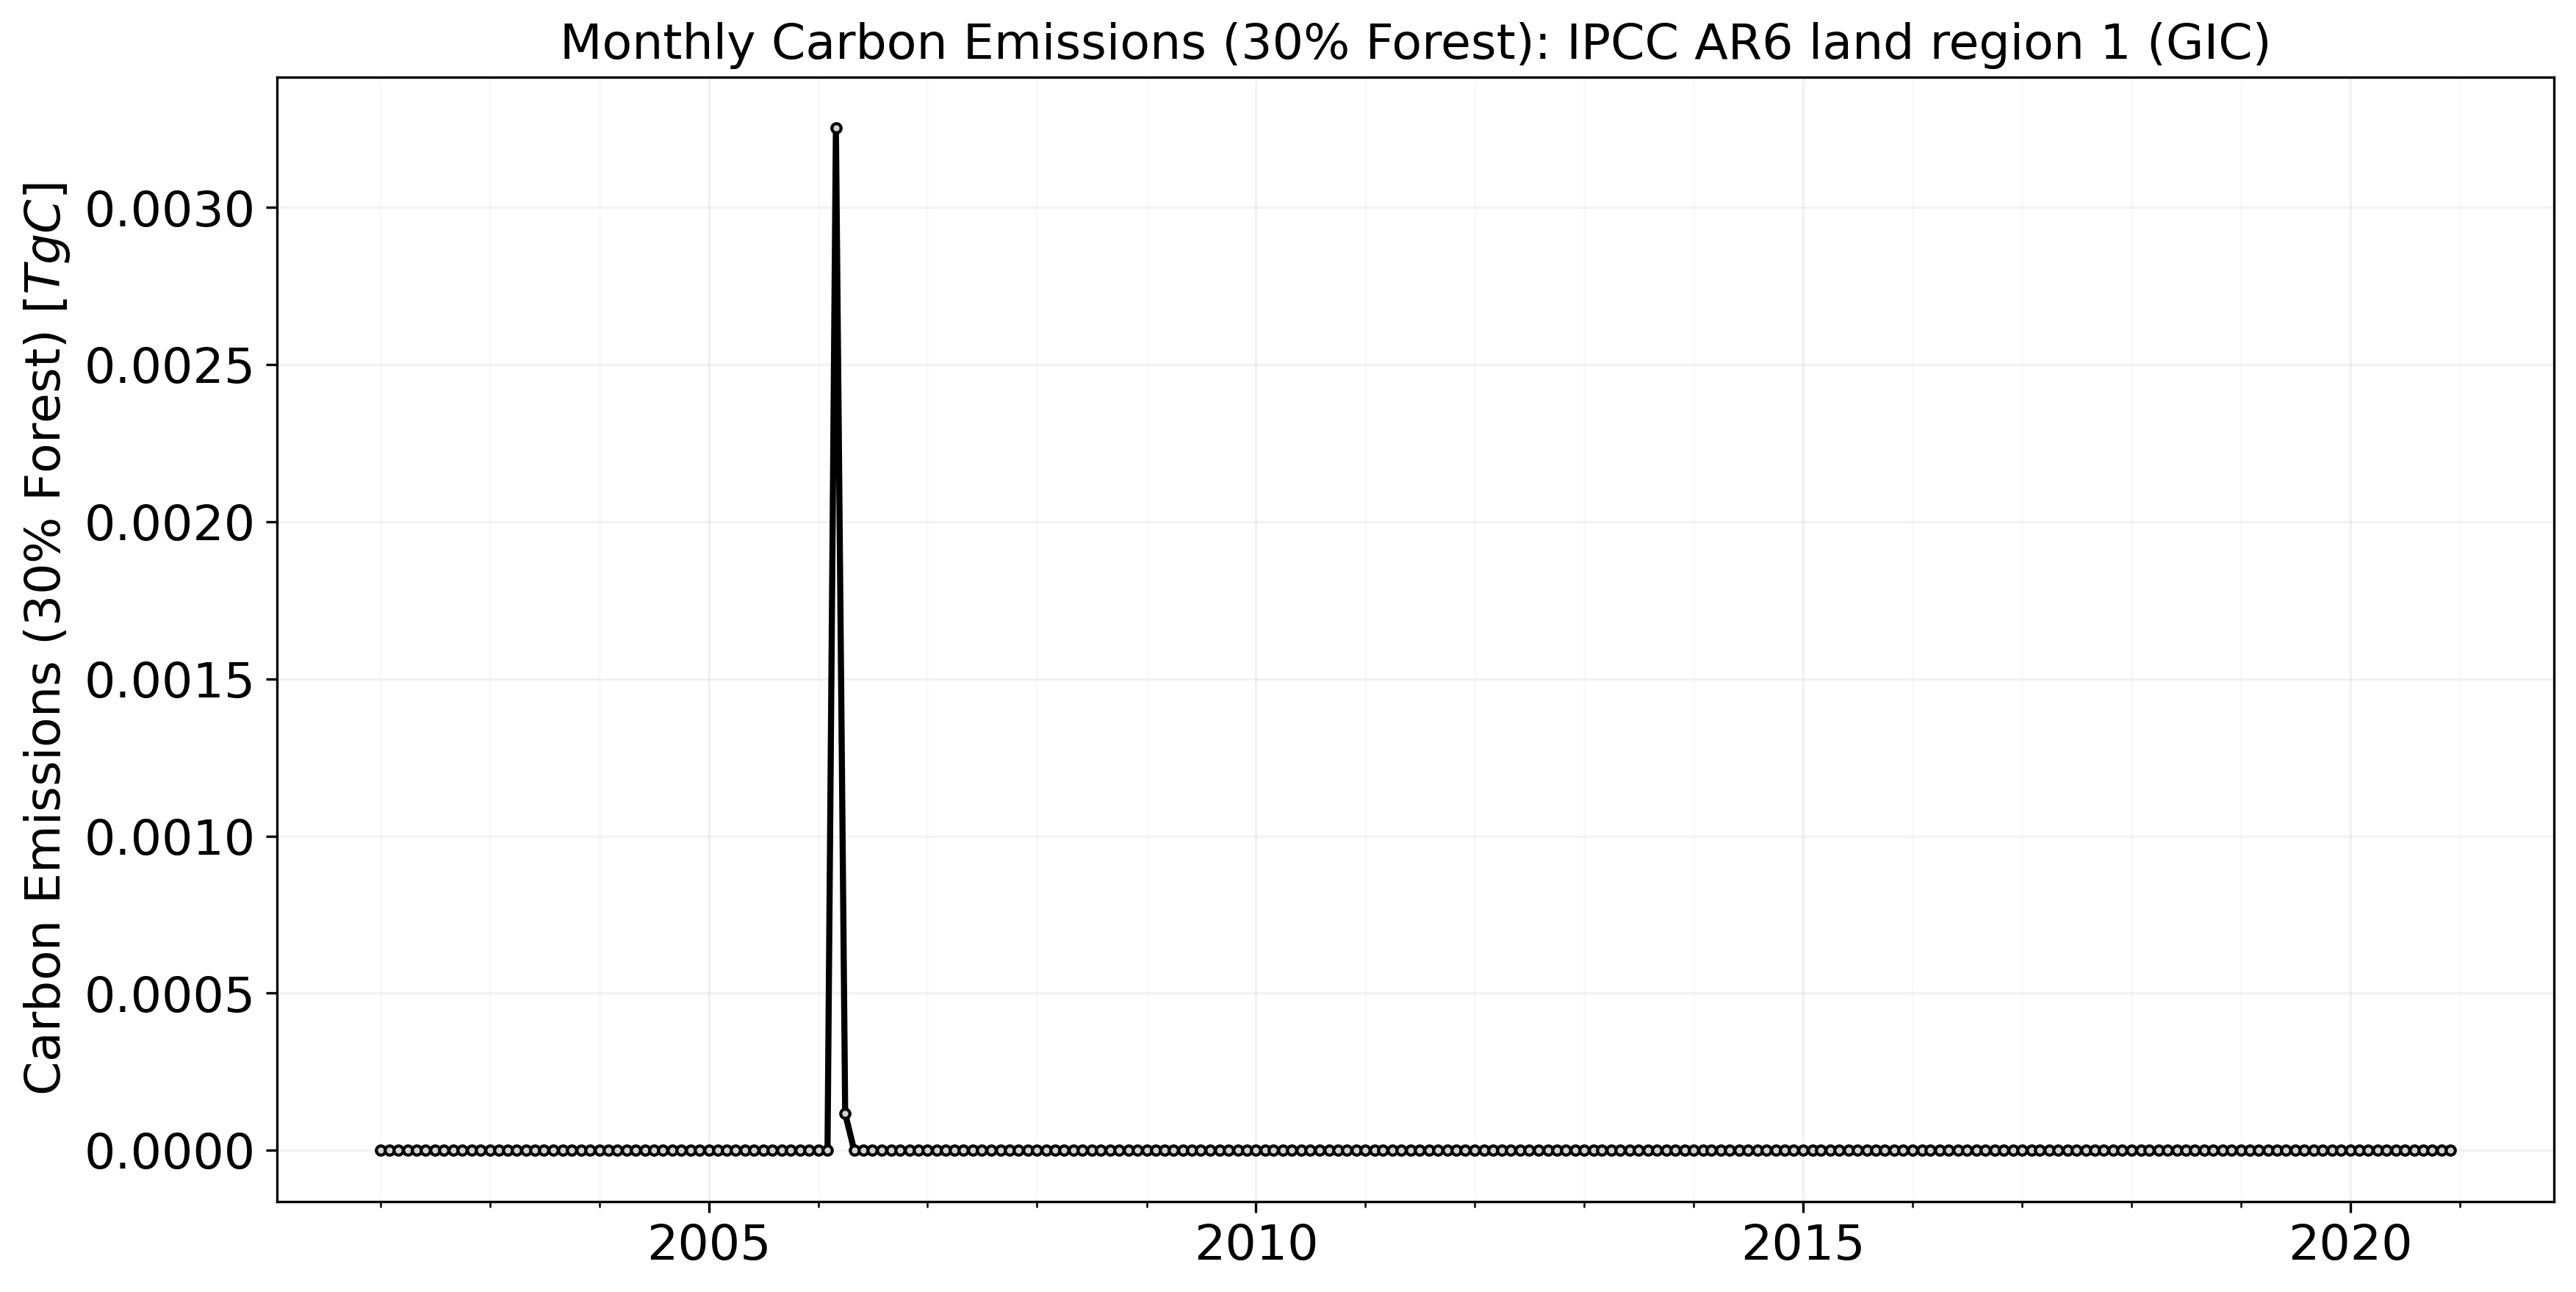 Monthly Carbon Emissions (30% Forest): IPCC AR6 land region 1 (GIC)
Carbon Emissions (30% Forest) [TgC]
0.0030
0.0025
0.0020
0.0015
0.0010
0.0005
0.0000
2005 2010 2015 2020